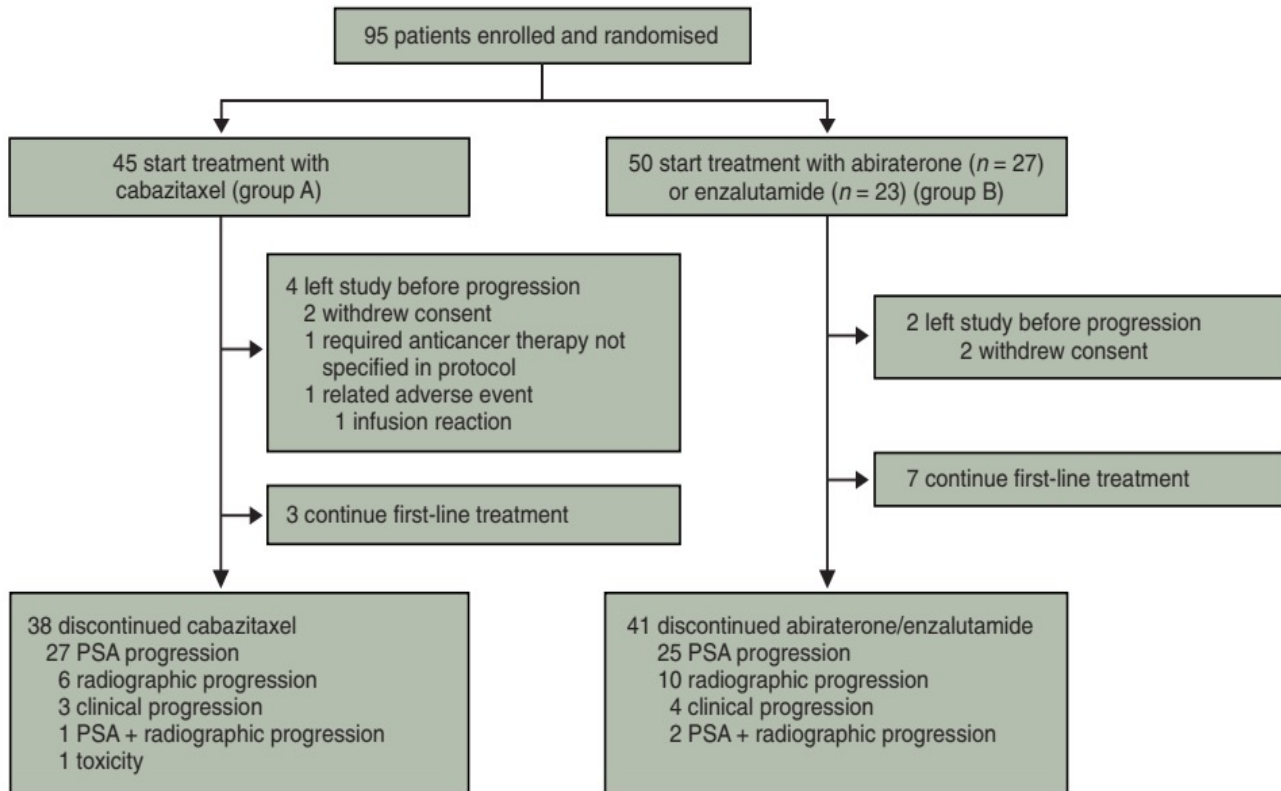 95 patients enrolled and randomised
45 start treatment with
cabazitaxel (group A)
50 start treatment with abiraterone (n = 27)
or enzalutamide (n = 23) (group B)
4 left study before progression
2 withdrew consent
1 required anticancer therapy not
specified in protocol
1 related adverse event
1 infusion reaction
2 left study before progression
2 withdrew consent
3 continue first-line treatment
7 continue first-line treatment
38 discontinued cabazitaxel
27 PSA progression
6 radiographic progression
3 clinical progression
1 PSA + radiographic progression
1 toxicity
41 discontinued abiraterone/enzalutamide
25 PSA progression
10 radiographic progression
4 clinical progression
2 PSA + radiographic progression